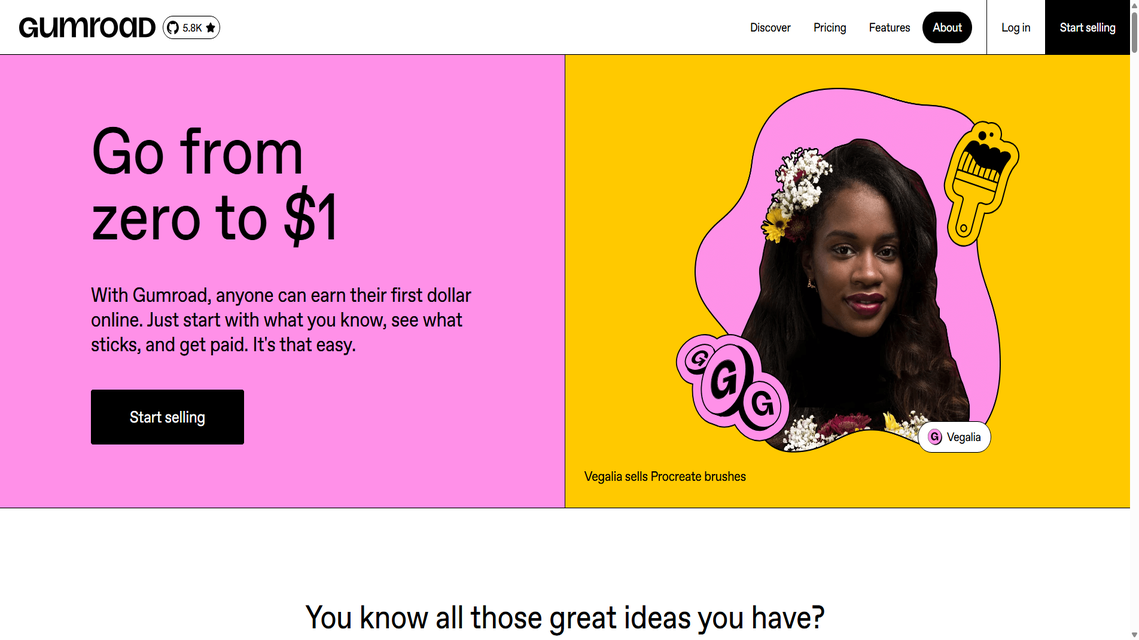 GUMROAD
5.8K
Discover
Pricing
Features
About
Log in
Start selling
Go from
zero to $1
With Gumroad, anyone can earn their first dollar
online. Just start with what you know, see what
sticks, and get paid. It's that easy.
Start selling
G
G
G
G Vegalia
Vegalia sells Procreate brushes
You know all those great ideas you have?